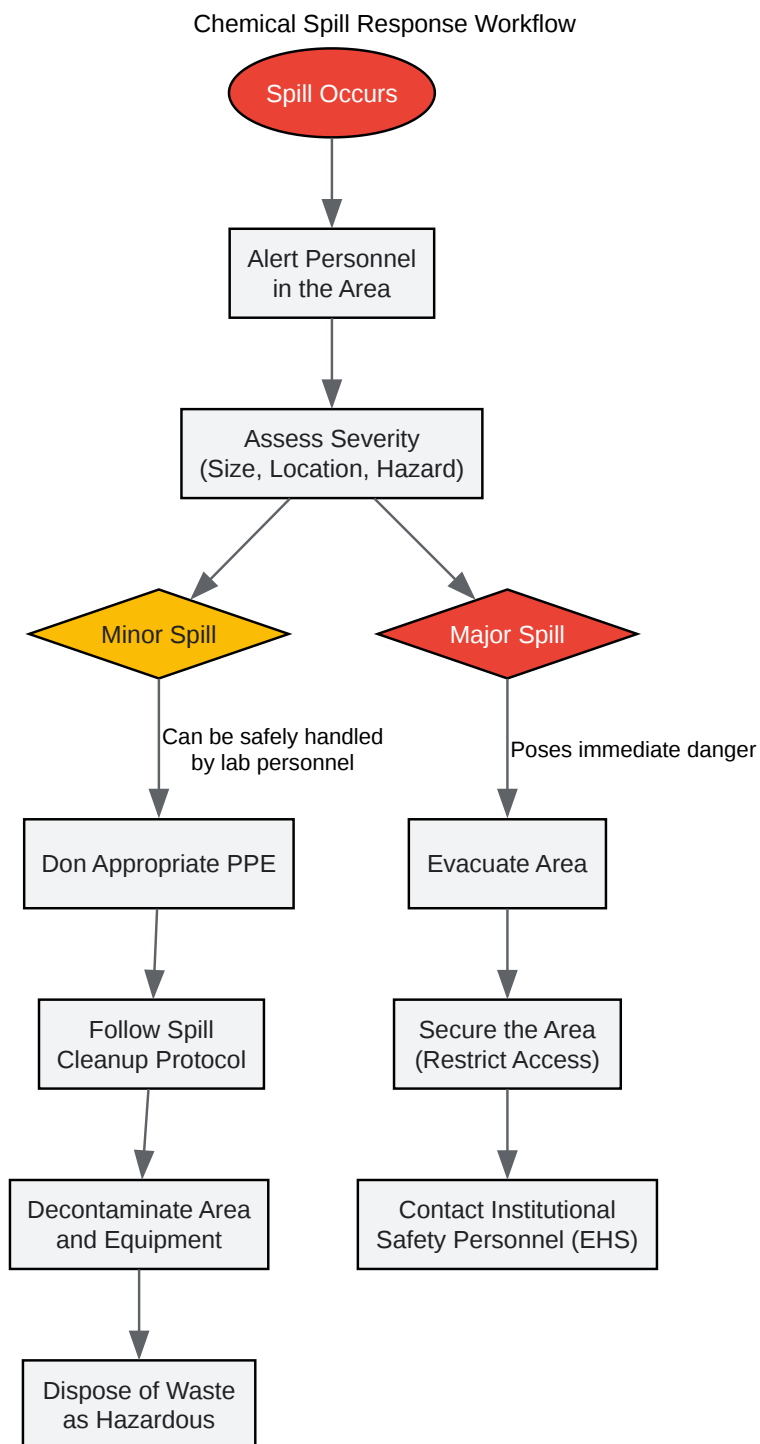 Chemical Spill Response Workflow
Spill Occurs
Alert Personnel
in the Area
Assess Severity
(Size, Location, Hazard)
Minor Spill
Major Spill
Can be safely handled
by lab personnel
Poses immediate danger
Don Appropriate PPE
Evacuate Area
Follow Spill
Cleanup Protocol
Secure the Area
(Restrict Access)
Decontaminate Area
and Equipment
Contact Institutional
Safety Personnel (EHS)
Dispose of Waste
as Hazardous